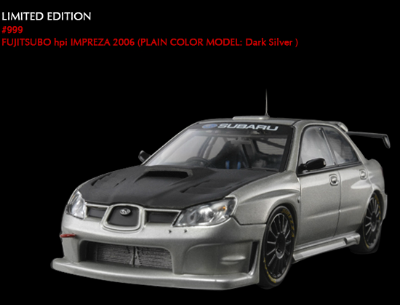 LIMITED EDITION
#999
FUJITSUBO hpi IMPREZA 2006 (PLAIN COLOR MODEL: Dark Silver )
SUBARU